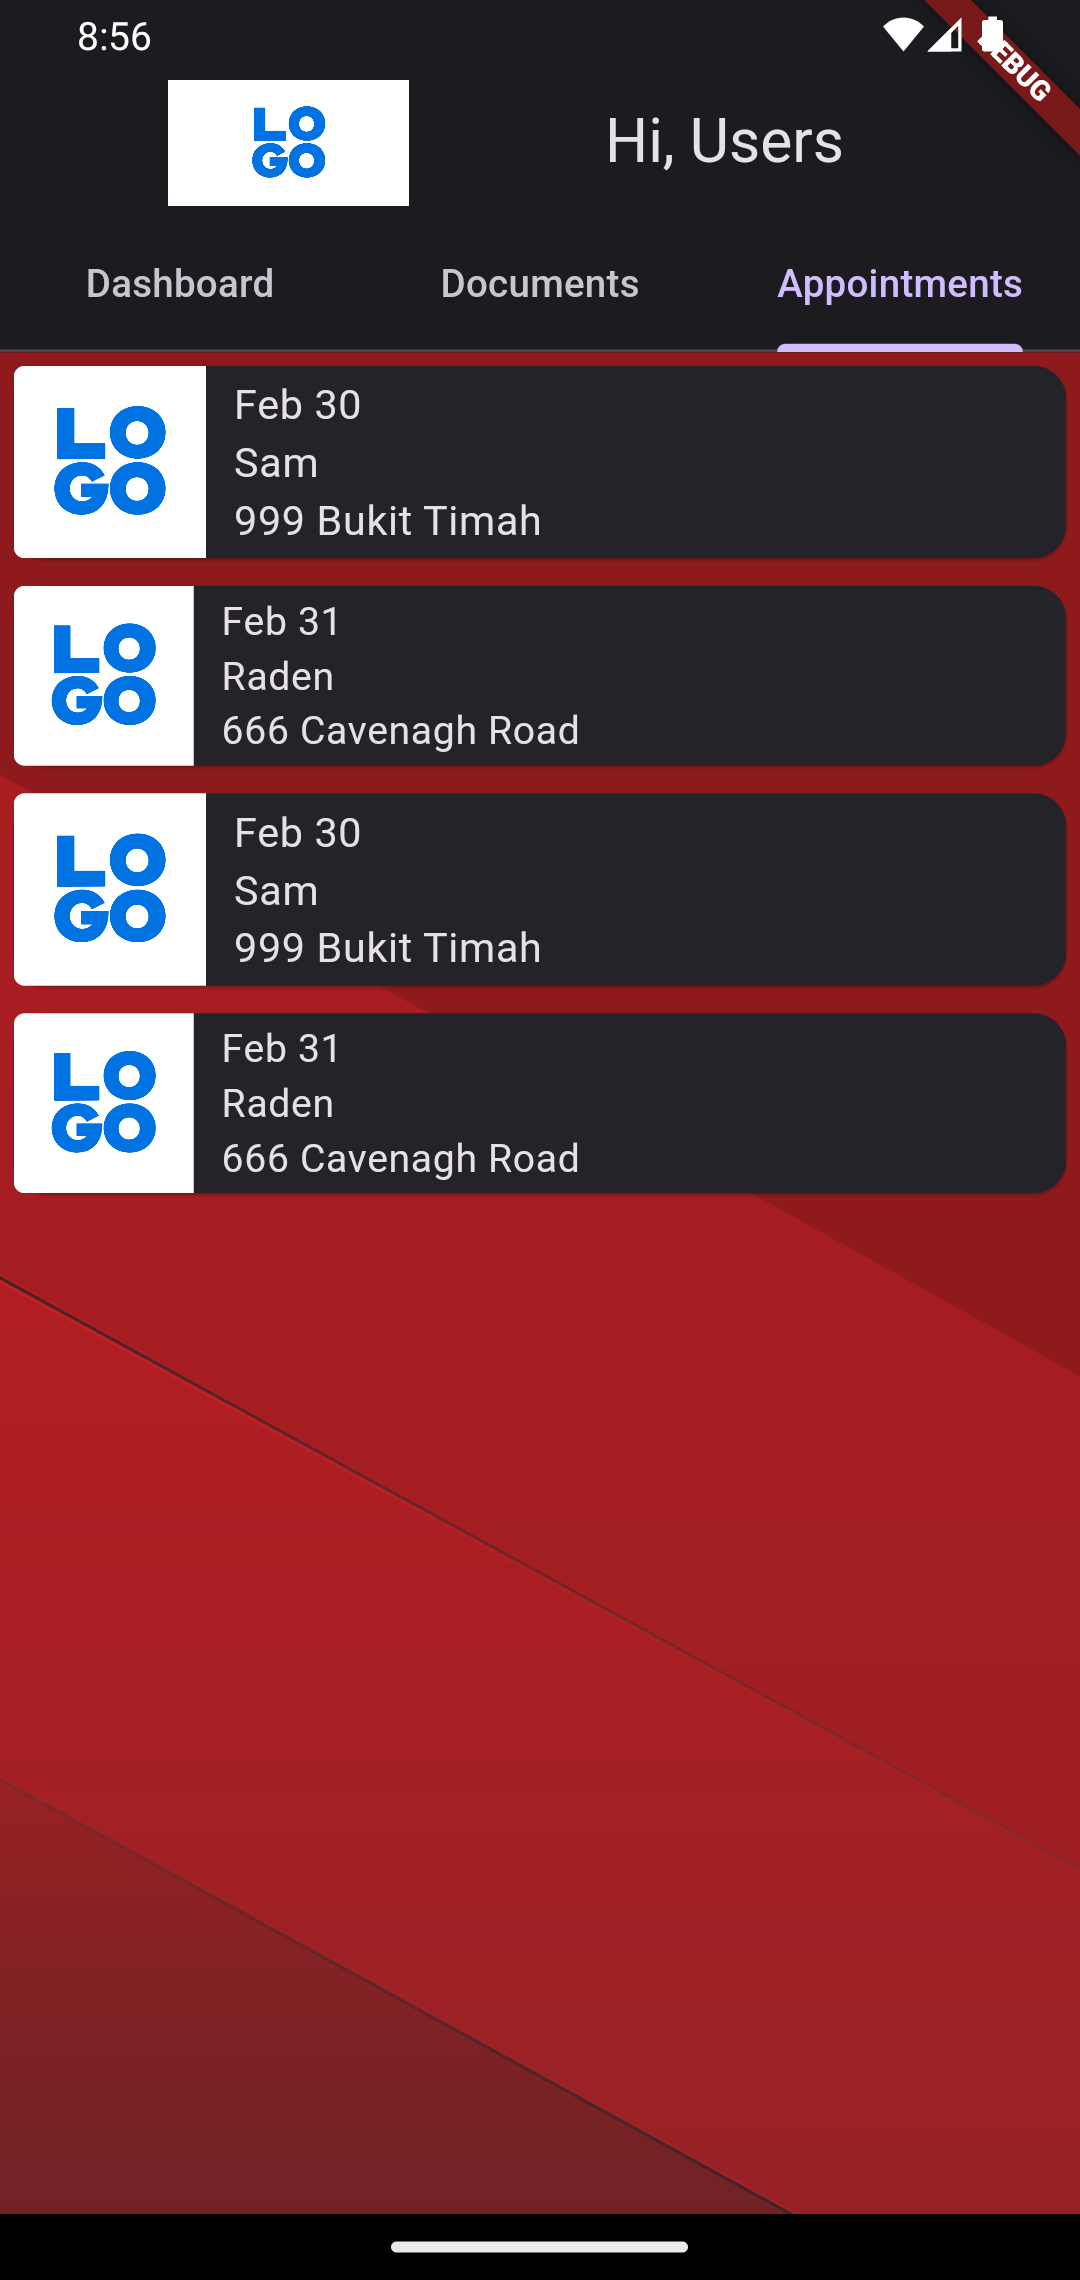 8:56
EBUG
LO
GO
Hi, Users
Dashboard
Documents
Appointments
LO
GO
Feb 30
Sam
999 Bukit Timah
LO
GO
Feb 31
Raden
666 Cavenagh Road
LO
GO
Feb 30
Sam
999 Bukit Timah
LO
GO
Feb 31
Raden
666 Cavenagh Road